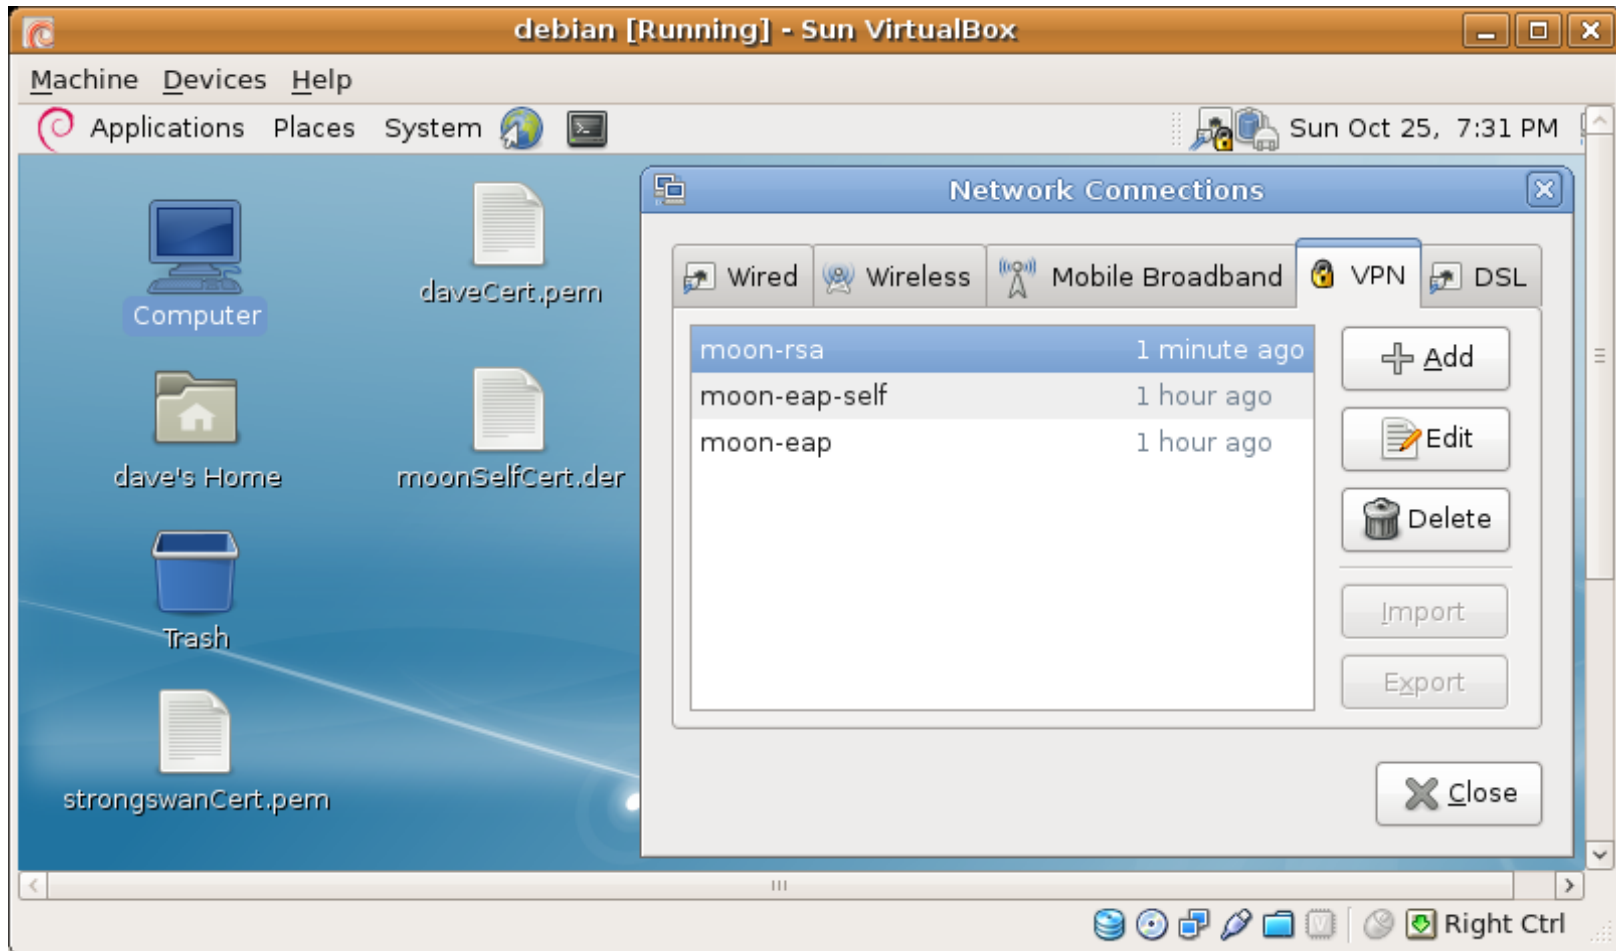 debian [Running] - Sun VirtualBox
Machine Devices Help
Applications Places System Sun Oct 25, 7:31 PM
Computer
daveCert.pem
dave's Home
moonSelfCert.der
Trash
strongswanCert.pem
Network Connections
Wired Wireless Mobile Broadband VPN DSL
moon-rsa 1 minute ago
moon-eap-self 1 hour ago
moon-eap 1 hour ago
Add
Edit
Delete
Import
Export
Close
Right Ctrl